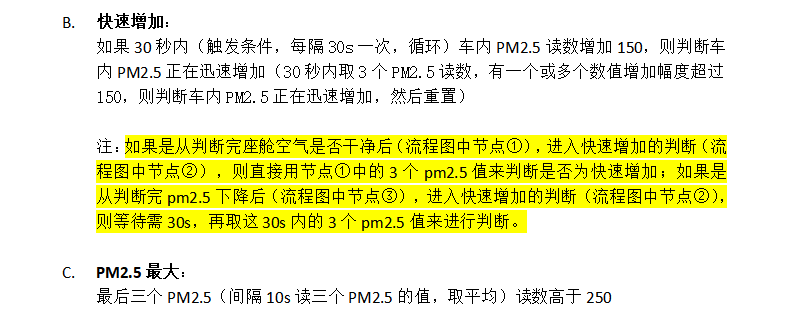 B. 快速增加：
如果 30 秒内（触发条件，每隔 30s 一次，循环）车内 PM2.5 读数增加 150，则判断车
内 PM2.5 正在迅速增加（30 秒内取 3 个 PM2.5 读数，有一个或多个数值增加幅度超过
150，则判断车内 PM2.5 正在迅速增加，然后重置）
注：如果是从判断完座舱空气是否干净后（流程图中节点①），进入快速增加的判断（流
程图中节点②），则直接用节点①中的 3 个 pm2.5 值来判断是否为快速增加；如果是
从判断完 pm2.5 下降后（流程图中节点③），进入快速增加的判断（流程图中节点②），
则等待需 30s，再取这 30s 内的 3 个 pm2.5 值来进行判断。
C. PM2.5 最大：
最后三个 PM2.5（间隔 10s 读三个 PM2.5 的值，取平均）读数高于 250